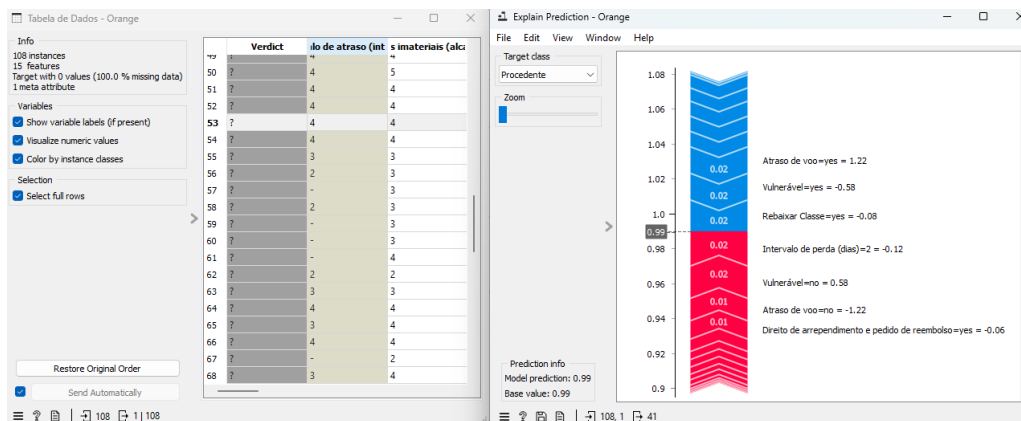 Tabela de Dados - Orange
Info
108 instances
15 features
Target with 0 values (100.0 % missing data)
1 meta attribute
Variables
Show variable labels (if present)
Visualize numeric values
Color by instance classes
Selection
Select full rows
Restore Original Order
Send Automatically
108 1 | 108
Verdict lo de atraso (int s imateriais (alca
49 ? 4 4
50 ? 4 5
51 ? 4 4
52 ? 4 4
53 ? 4 4
54 ? 4 4
55 ? 3 3
56 ? 2 3
57 ? - 3
58 ? 2 3
59 ? - 3
60 ? - 3
61 ? - 4
62 ? 2 2
63 ? 3 3
64 ? 4 4
65 ? 3 4
66 ? 4 4
67 ? - 2
68 ? 3 4
Explain Prediction - Orange
File Edit View Window Help
Target class
Procedente
Zoom
Prediction info
Model prediction: 0.99
Base value: 0.99
108, 1 41
1.08
1.06
1.04
1.02
1.0
0.99
0.98
0.96
0.94
0.92
0.9
0.02
0.02
0.02
0.02
0.02
0.01
0.01
Atraso de voo=yes = 1.22
Vulnerável=yes = -0.58
Rebaixar Classe=yes = -0.08
Intervalo de perda (dias)=2 = -0.12
Vulnerável=no = 0.58
Atraso de voo=no = -1.22
Direito de arrependimento e pedido de reembolso=yes = -0.06